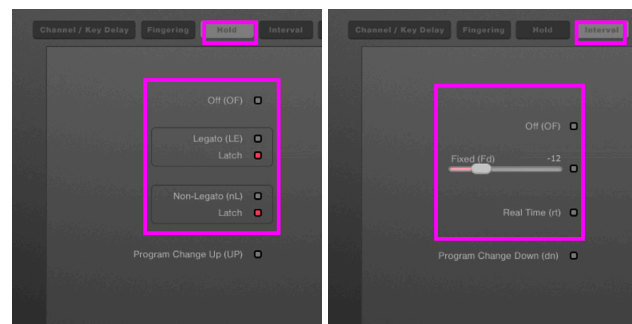 Channel / Key Delay Fingering Hold Interval
Off (OF)
Legato (LE)
Latch
Non-Legato (nL)
Latch
Program Change Up (UP)
Channel / Key Delay Fingering Hold Interval
Off (OF)
Fixed (Fd) -12
Real Time (rt)
Program Change Down (dn)